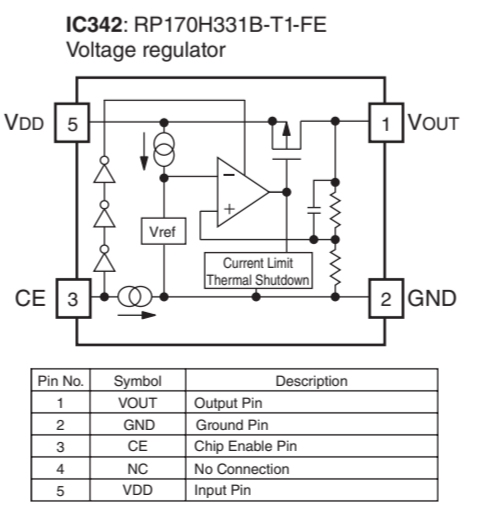 IC342: RP170H331B-T1-FE
Voltage regulator
VDD 5
1 VOUT
Vref
Current Limit
Thermal Shutdown
CE 3
2 GND
Pin No. Symbol Description
1 VOUT Output Pin
2 GND Ground Pin
3 CE Chip Enable Pin
4 NC No Connection
5 VDD Input Pin